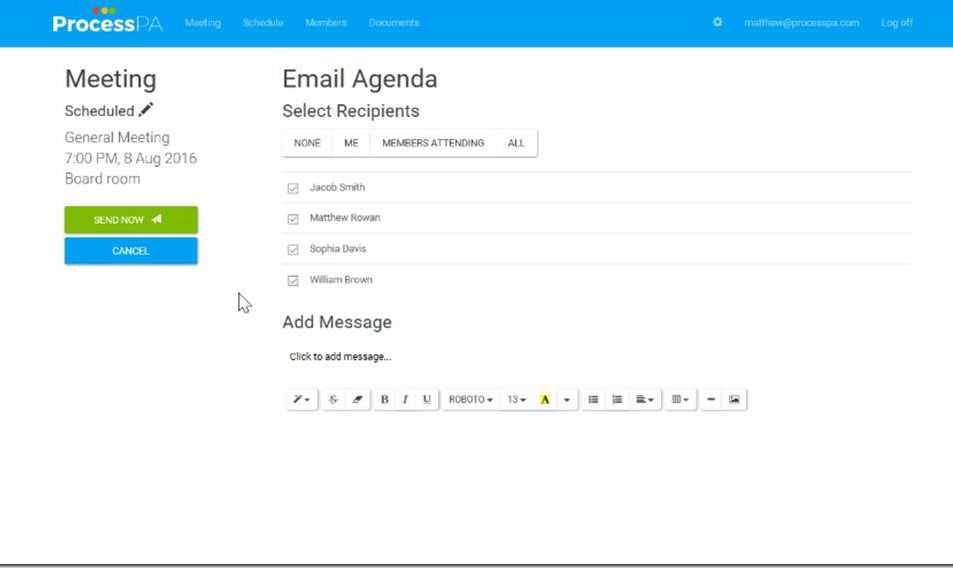 ProcessPA Meeting Schedule Members Documents matthew@processpa.com Log off
Meeting
Scheduled
General Meeting
7:00 PM, 8 Aug 2016
Board room
SEND NOW
CANCEL
Email Agenda
Select Recipients
NONE ME MEMBERS ATTENDING ALL
Jacob Smith
Matthew Rowan
Sophia Davis
William Brown
Add Message
Click to add message...
S B I U ROBOTO 13 A